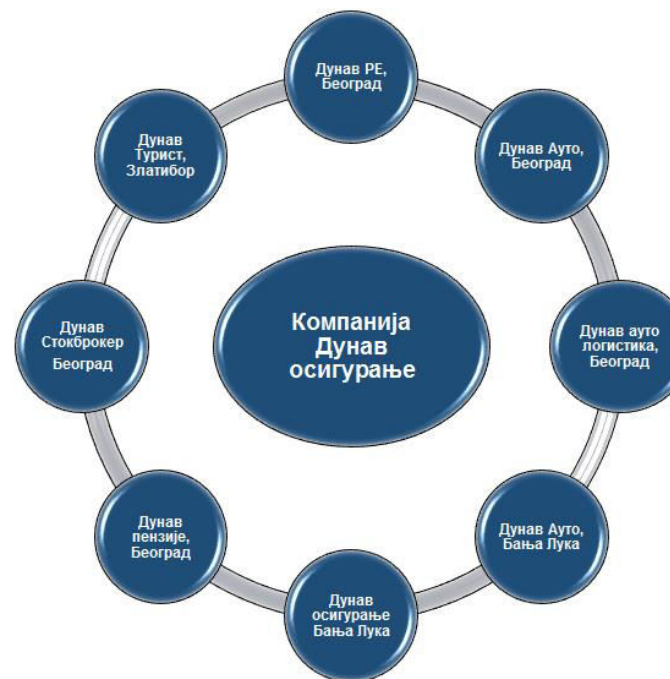 Дунав РЕ,
Београд
Дунав Ауто,
Београд
Дунав ауто
логистика,
Београд
Дунав Ауто,
Бања Лука
Дунав
осигурање
Бања Лука
Дунав
пензије,
Београд
Дунав
Стокброкер
Београд
Дунав
Турист,
Златибор
Компанија
Дунав
осигурање